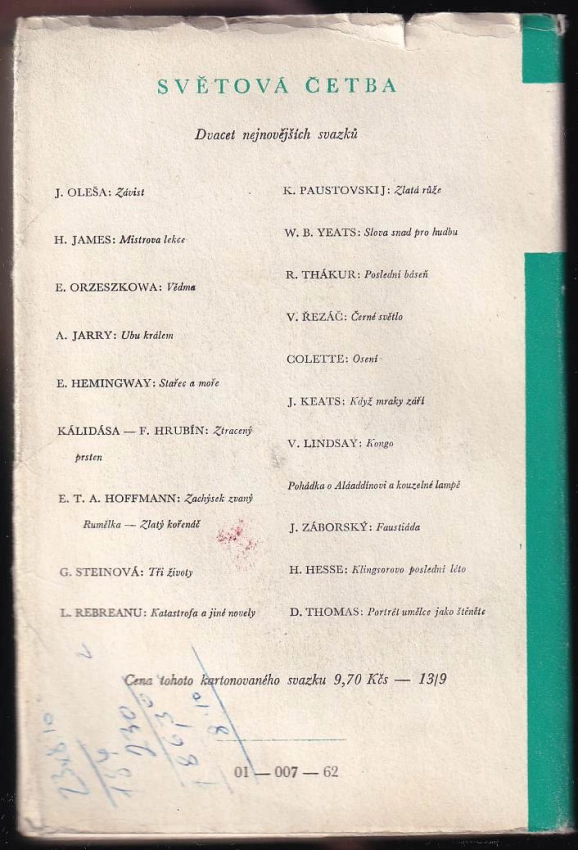 SVĚTOVÁ ČETBA
Dvacet nejnovějších svazků
J. OLEŠA: Závist
H. JAMES: Mistrova lekce
E. ORZESZKOWA: Vědma
A. JARRY: Ubu králem
E. HEMINGWAY: Stařec a moře
KÁLIDÁSA — F. HRUBÍN: Ztracený
prsten
E. T. A. HOFFMANN: Zachýsek zvaný
Rumělka — Zlatý kořenáč
G. STEINOVÁ: Tři životy
L. REBREANU: Katastrofa a jiné novely
K. PAUSTOVSKIJ: Zlatá růže
W. B. YEATS: Slova snad pro hudbu
R. THÁKUR: Poslední báseň
V. ŘEZÁČ: Černé světlo
COLETTE: Osení
J. KEATS: Když mraky září
V. LINDSAY: Kongo
Pohádka o Aláaddínovi a kouzelné lampě
J. ZÁBORSKÝ: Faustiáda
H. HESSE: Klingsorovo poslední léto
D. THOMAS: Portrét umělce jako štěněte
Cena tohoto kartonovaného svazku 9,70 Kčs — 13/9
01 — 007 — 62
230
1863
8.10